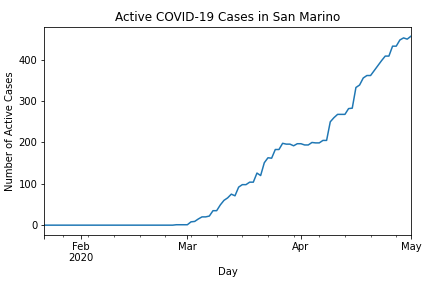 Active COVID-19 Cases in San Marino
Number of Active Cases
400
300
200
100
0
Feb
2020
Mar
Apr
May
Day